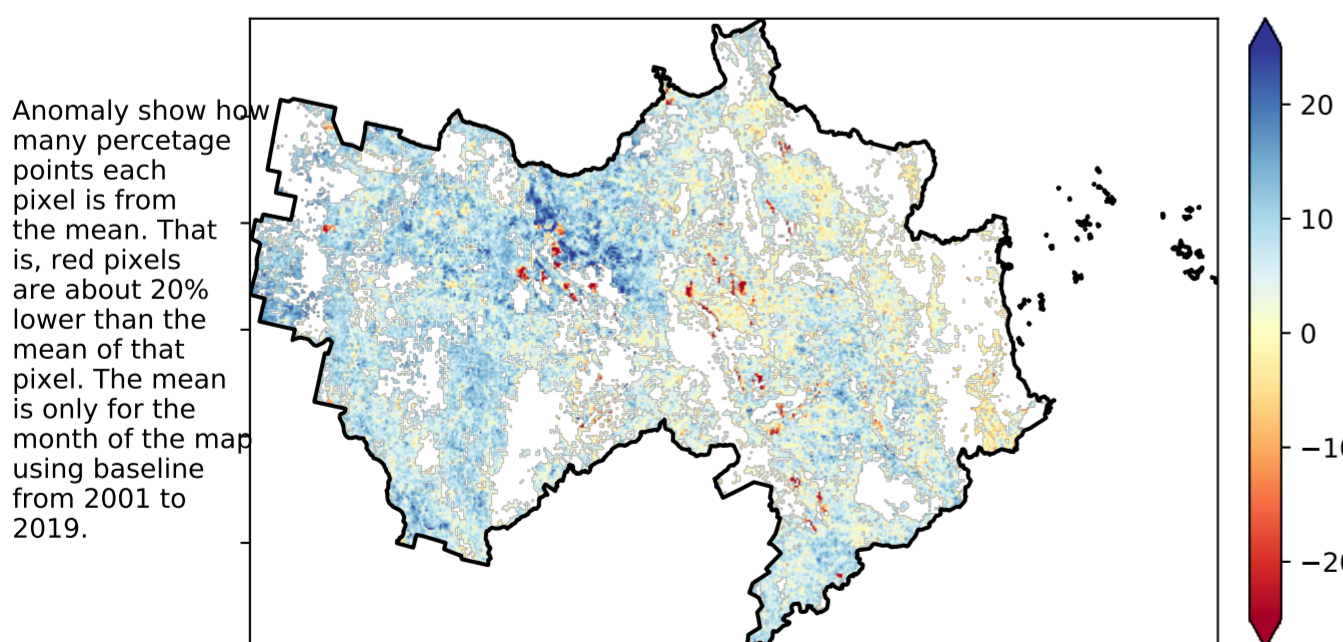 Anomaly show how
many percetage
points each
pixel is from
the mean. That
is, red pixels
are about 20%
lower than the
mean of that
pixel. The mean
is only for the
month of the map
using baseline
from 2001 to
2019.
20
10
0
−10
−20